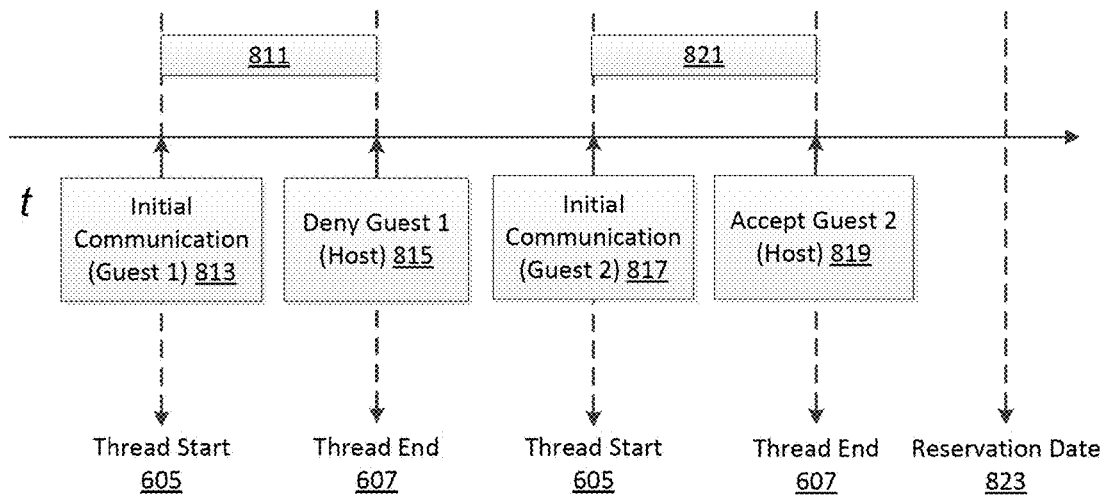 811
821
t
Initial
Communication
(Guest 1) 813
Deny Guest 1
(Host) 815
Initial
Communication
(Guest 2) 817
Accept Guest 2
(Host) 819
Thread Start
605
Thread End
607
Thread Start
605
Thread End
607
Reservation Date
823